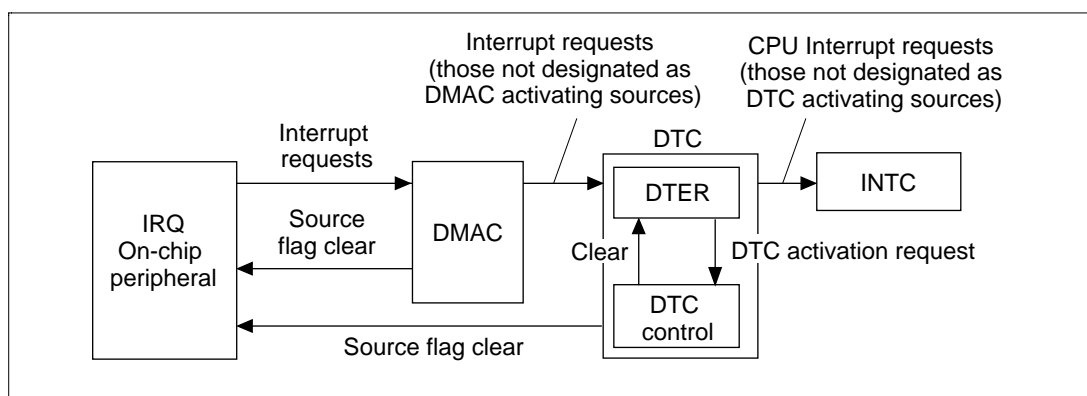 Interrupt requests
(those not designated as
DMAC activating sources)
CPU Interrupt requests
(those not designated as
DTC activating sources)
Interrupt
requests
DTC
IRQ
On-chip
peripheral
Source
flag clear
DMAC
DTER
INTC
Clear
DTC activation request
DTC
control
Source flag clear